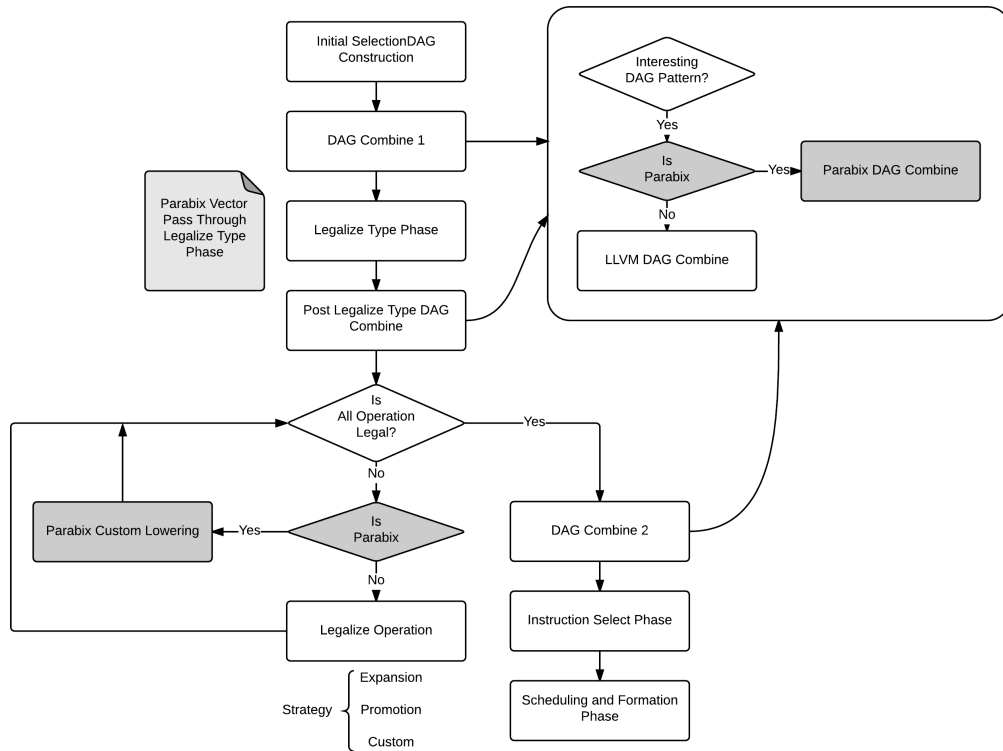 Initial SelectionDAG
Construction
DAG Combine 1
Parabix Vector
Pass Through
Legalize Type
Phase
Legalize Type Phase
Post Legalize Type DAG
Combine
Interesting
DAG Pattern?
Yes
Is
Parabix
Yes
Parabix DAG Combine
No
LLVM DAG Combine
Is
All Operation
Legal?
Yes
No
Is
Parabix
Yes
Parabix Custom Lowering
No
Legalize Operation
Strategy
Expansion
Promotion
Custom
DAG Combine 2
Instruction Select Phase
Scheduling and Formation
Phase